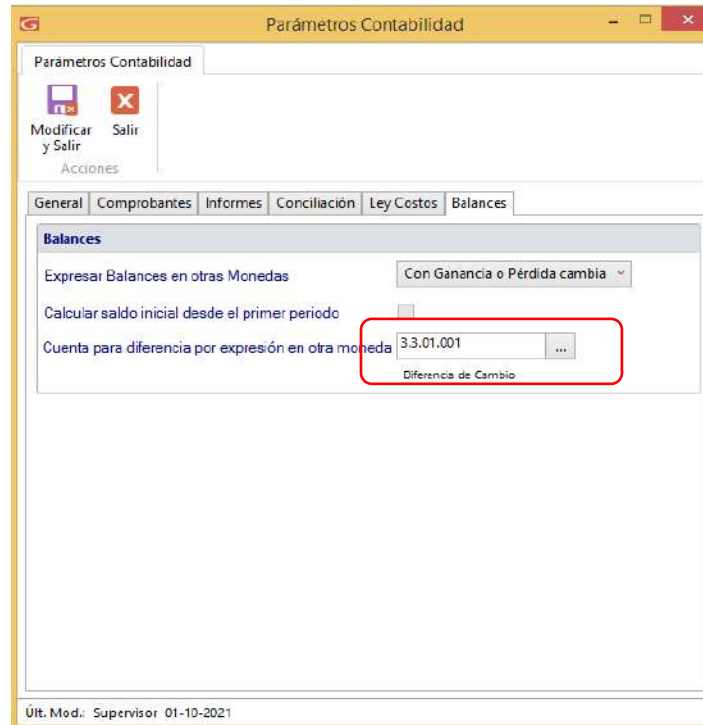 G
Parámetros Contabilidad
Parámetros Contabilidad
Modificar y Salir
Salir
Acciones
General Comprobantes Informes Conciliación Ley Costos Balances
Balances
Expresar Balances en otras Monedas Con Ganancia o Pérdida cambia
Calcular saldo inicial desde el primer periodo
Cuenta para diferencia por expresión en otra moneda 3.3.01.001 ...
Diferencia de Cambio
Últ. Mod.: Supervisor 01-10-2021